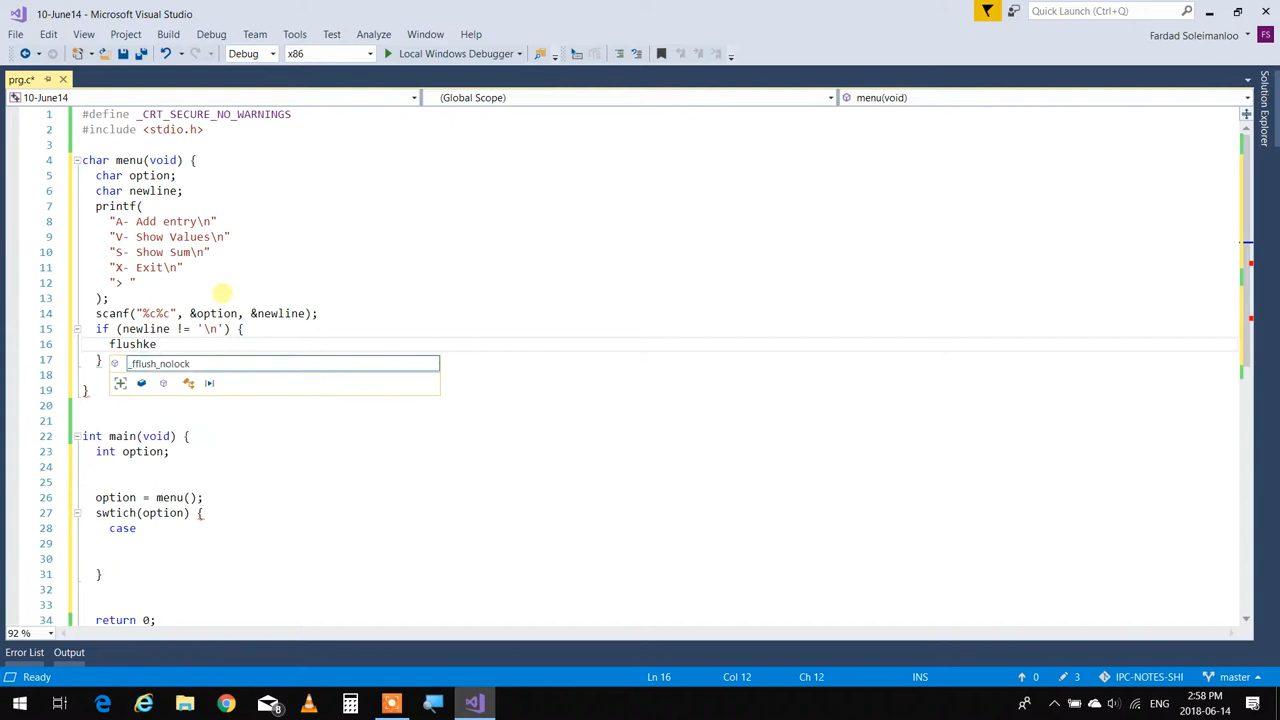 10-June14 - Microsoft Visual Studio
Quick Launch (Ctrl+Q)
File Edit View Project Build Debug Team Tools Test Analyze Window Help
Fardad Soleimanloo FS
Debug x86 Local Windows Debugger
prg.c*
10-June14 (Global Scope) menu(void)
Solution Explorer
1 #define _CRT_SECURE_NO_WARNINGS
2 #include <stdio.h>
3
4 char menu(void) {
5 char option;
6 char newline;
7 printf(
8 "A- Add entry\n"
9 "V- Show Values\n"
10 "S- Show Sum\n"
11 "X- Exit\n"
12 "> "
13 );
14 scanf("%c%c", &option, &newline);
15 if (newline != '\n') {
16 flushke
17 }
_fflush_nolock
18
19 }
20
21
22 int main(void) {
23 int option;
24
25
26 option = menu();
27 swtich(option) {
28 case
29
30
31 }
32
33
34 return 0;
92 %
Error List Output
Ready Ln 16 Col 12 Ch 12 INS 0 3 IPC-NOTES-SHI master
8 ENG 2:58 PM
2018-06-14